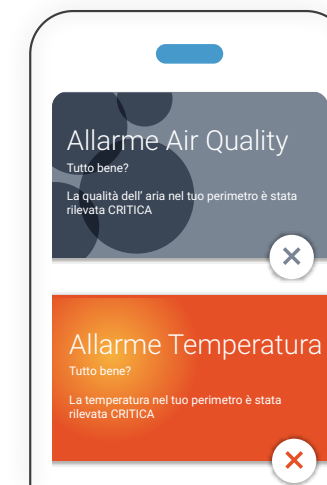 Allarme Air Quality
Tutto bene?
La qualità dell' aria nel tuo perimetro è stata
rilevata CRITICA
Allarme Temperatura
Tutto bene?
La temperatura nel tuo perimetro è stata
rilevata CRITICA